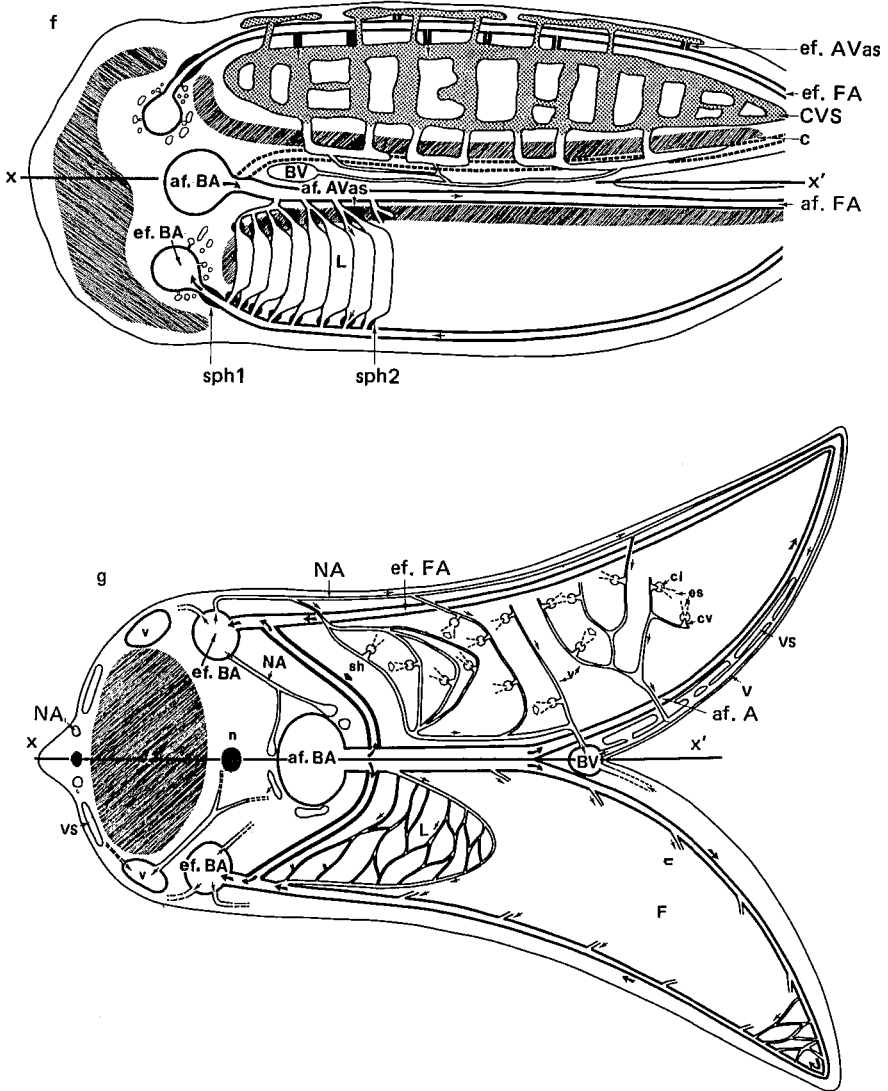 f
ef. AVas
ef. FA
CVS
c
x
af. BA
BV
af. AVas
x'
af. FA
ef. BA
L
sph1
sph2
g
NA
ef. FA
ci
es
cv
v
ef. BA
NA
sh
v
vs
v
af. A
NA
x
n
af. BA
BV
x'
vs
L
v
ef. BA
F